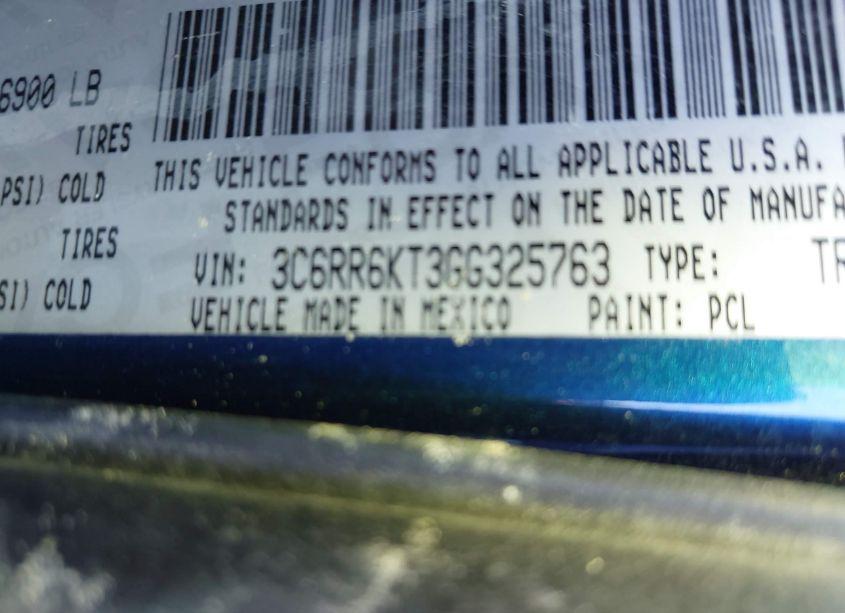 6900 LB
TIRES
PSI) COLD
TIRES
SI) COLD
THIS VEHICLE CONFORMS TO ALL APPLICABLE U.S.A.
STANDARDS IN EFFECT ON THE DATE OF MANUFA
VIN: 3C6RR6KT3GG325763 TYPE: TR
VEHICLE MADE IN MEXICO PAINT: PCL